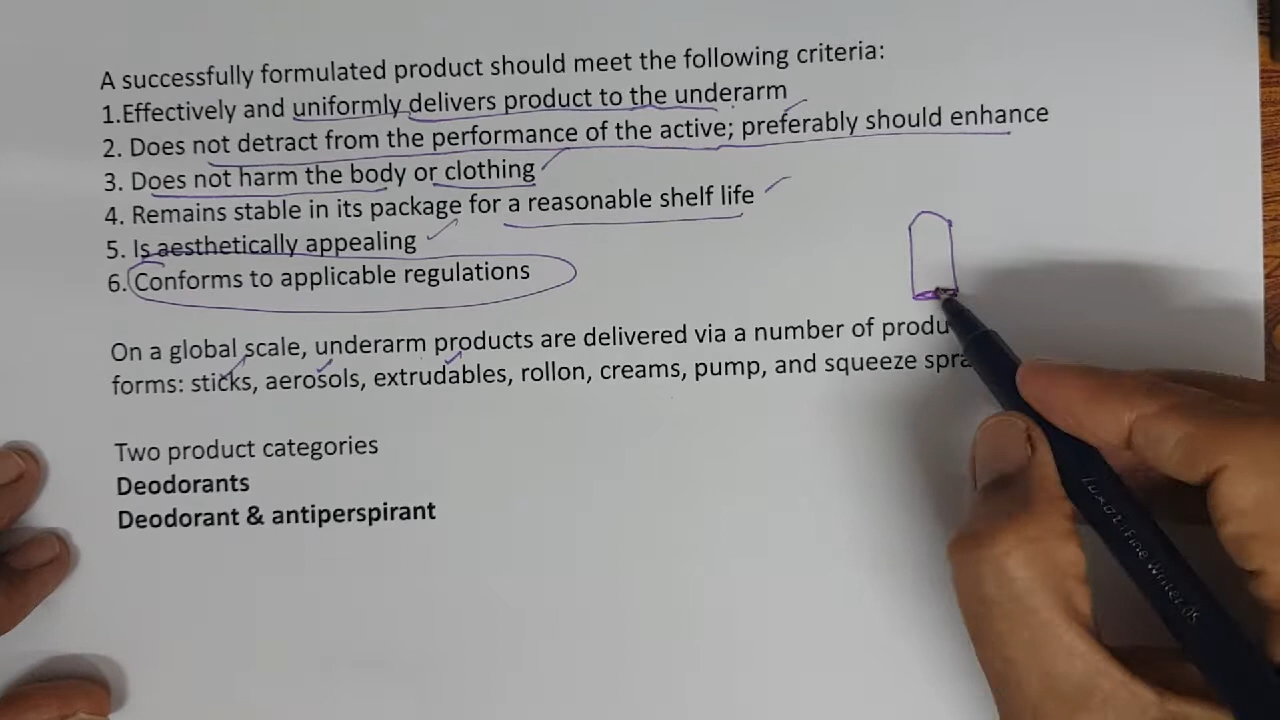 A successfully formulated product should meet the following criteria:
1.Effectively and uniformly delivers product to the underarm
2. Does not detract from the performance of the active; preferably should enhance
3. Does not harm the body or clothing
4. Remains stable in its package for a reasonable shelf life
5. Is aesthetically appealing
6. Conforms to applicable regulations
On a global scale, underarm products are delivered via a number of produ
forms: sticks, aerosols, extrudables, rollon, creams, pump, and squeeze spra
Two product categories
Deodorants
Deodorant & antiperspirant
Fine Writer 05